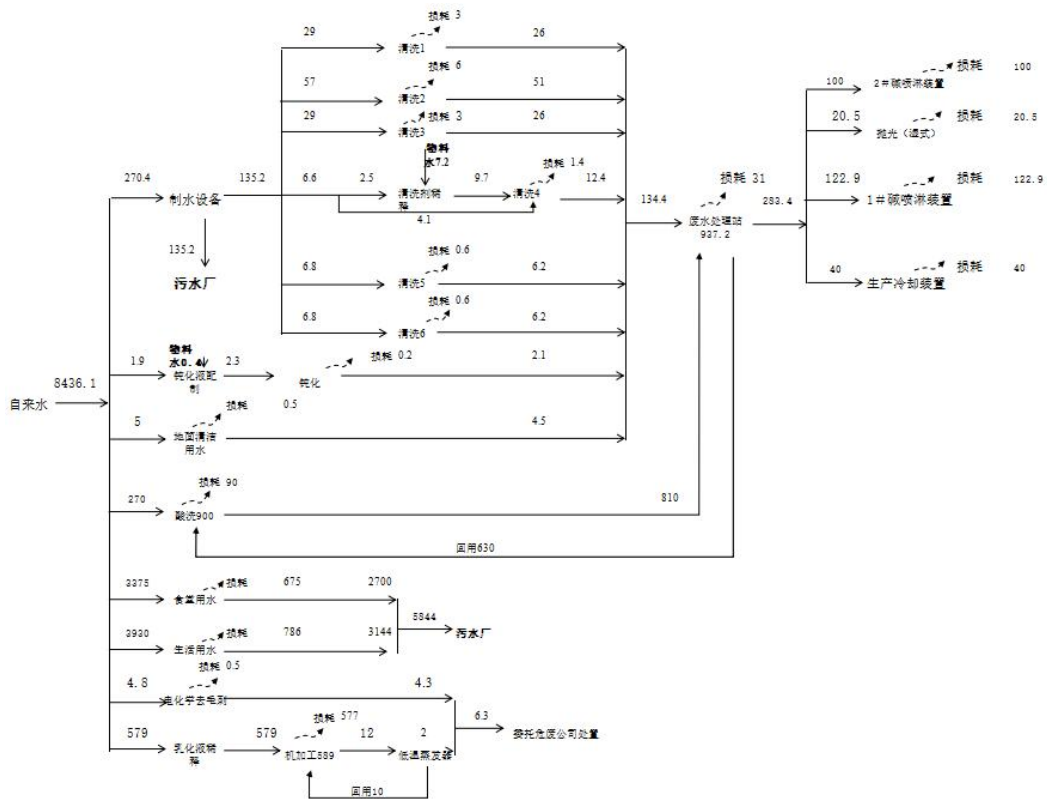 损耗 3
29
清洗1
26
损耗 6
57
清洗2
51
损耗 3
29
清洗3
26
物料
水7.2
损耗 1.4
270.4
制水设备
135.2
6.6
2.5
清洗剂稀
释
9.7
清洗4
12.4
4.1
135.2
污水厂
损耗 0.6
6.8
清洗5
6.2
损耗 0.6
6.8
清洗6
6.2
134.4
损耗 31
废水处理站
937.2
283.4
损耗 100
100
2#碱喷淋装置
损耗 20.5
20.5
抛光（湿式）
损耗 122.9
122.9
1#碱喷淋装置
损耗 40
40
生产冷却装置
自来水
8436.1
物料
水0.4
1.9
钝化液配
制
2.3
损耗 0.2
钝化
2.1
损耗 0.5
5
地面清洁
用水
4.5
损耗 90
270
酸洗900
810
回用630
3375
食堂用水
损耗 675
2700
3930
生活用水
损耗 786
3144
5844
污水厂
损耗 0.5
4.8
电化学去毛刺
4.3
579
乳化液稀
释
579
损耗 577
机加工589
12
低温蒸发器
2
回用10
6.3
委托危废公司处置